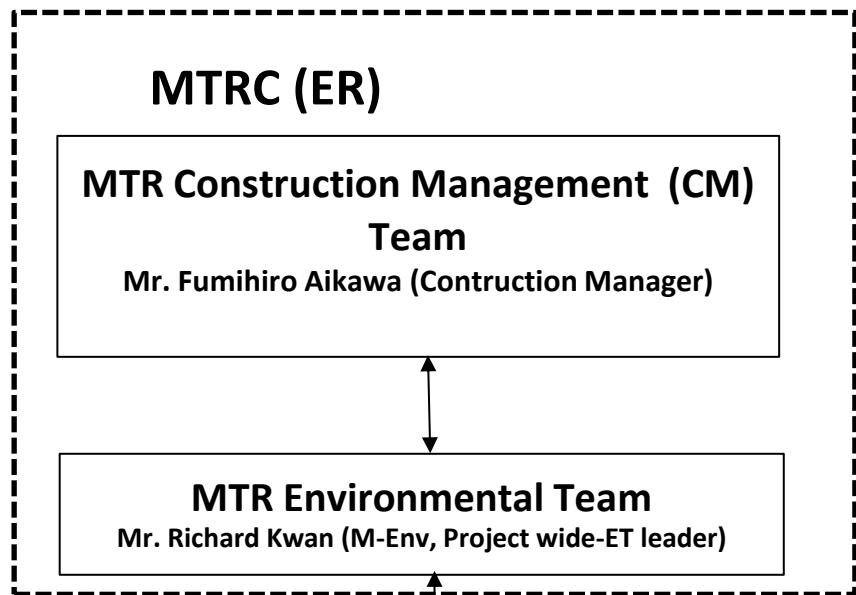 MTRC (ER)
MTR Construction Management (CM)
Team
Mr. Fumihiro Aikawa (Contruction Manager)
MTR Environmental Team
Mr. Richard Kwan (M-Env, Project wide-ET leader)